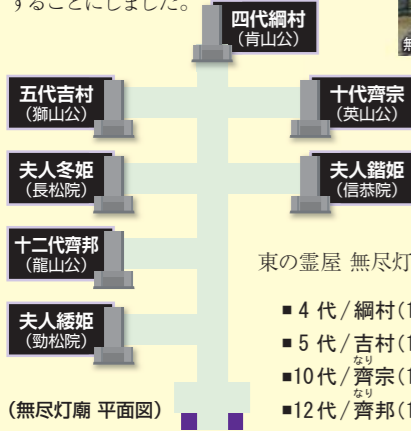 することにしました。
四代綱村
(肯山公)
無
五代吉村
(獅山公)
十代齊宗
(英山公)
夫人冬姫
(長松院)
夫人鍇姫
(信恭院)
十二代齊邦
(龍山公)
夫人綾姫
(勁松院)
東の霊屋 無尽灯
■4 代/綱村(1
■5 代/吉村(1
なり
■10代/齊宗(1
なり
■12代/齊邦(1
(無尽灯廟 平面図)